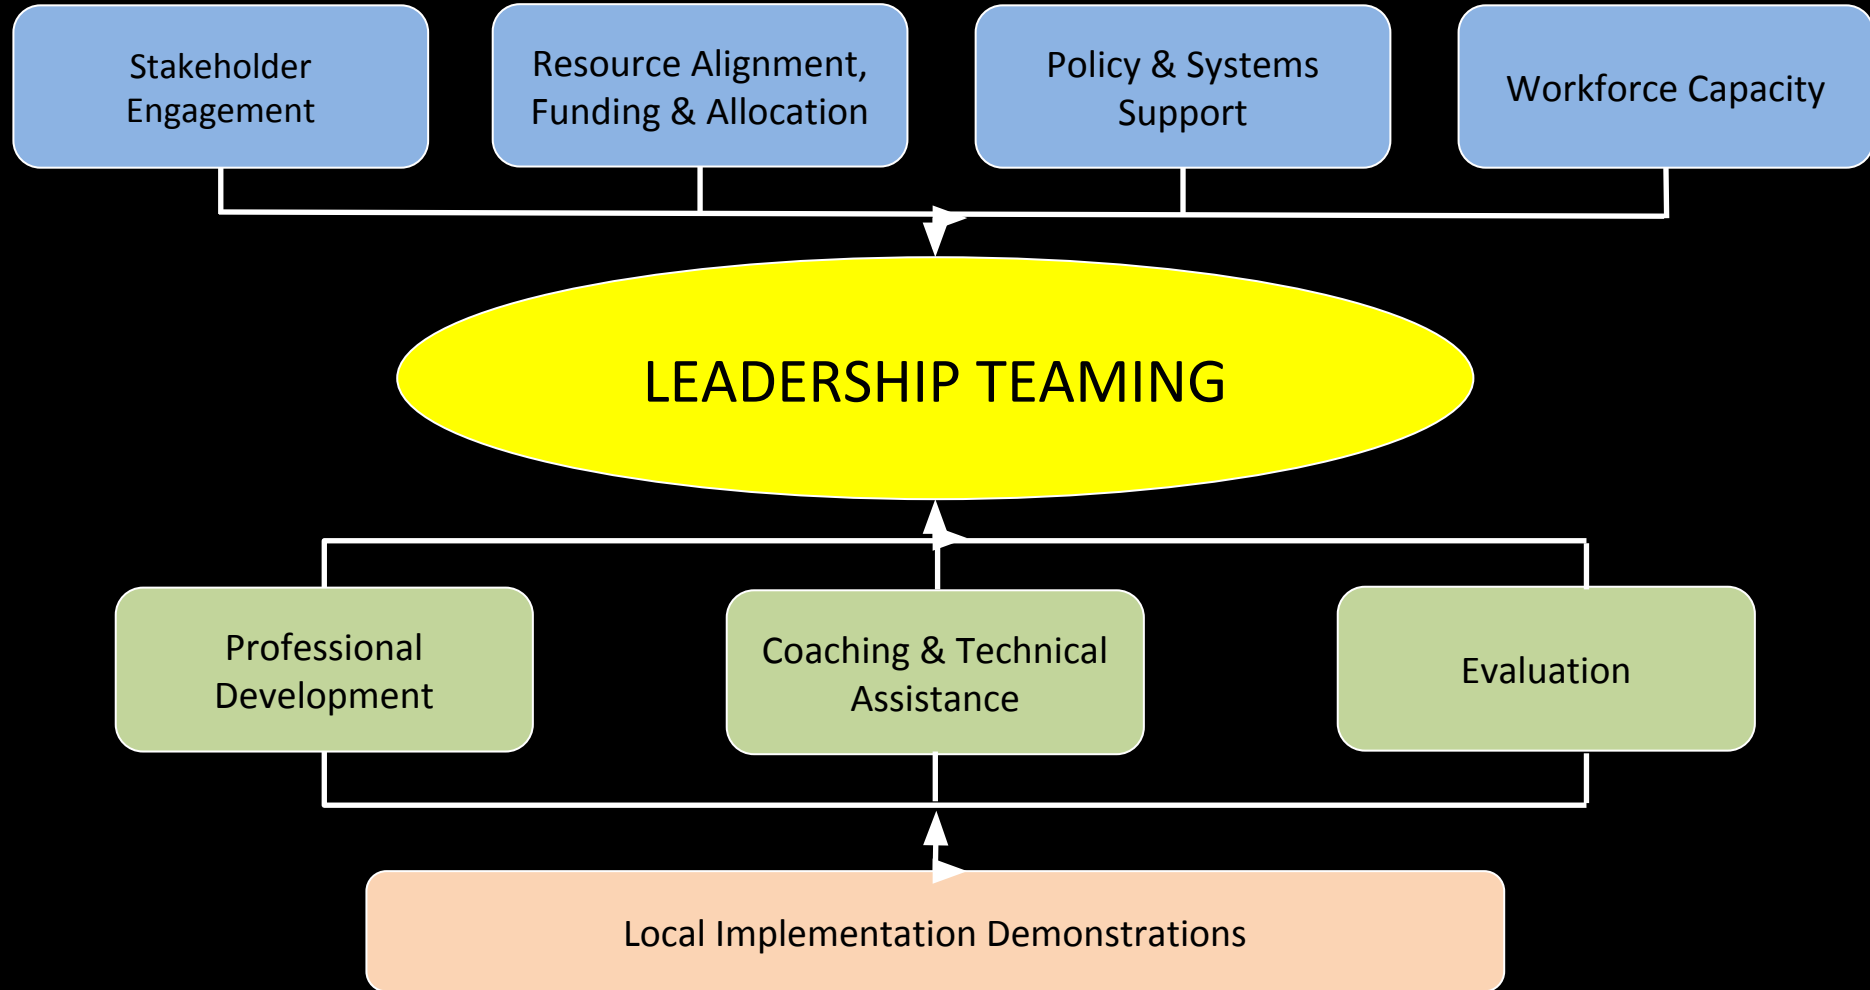 Stakeholder
Engagement
Resource Alignment,
Funding & Allocation
Policy & Systems
Support
Workforce Capacity
LEADERSHIP TEAMING
Professional
Development
Coaching & Technical
Assistance
Evaluation
Local Implementation Demonstrations